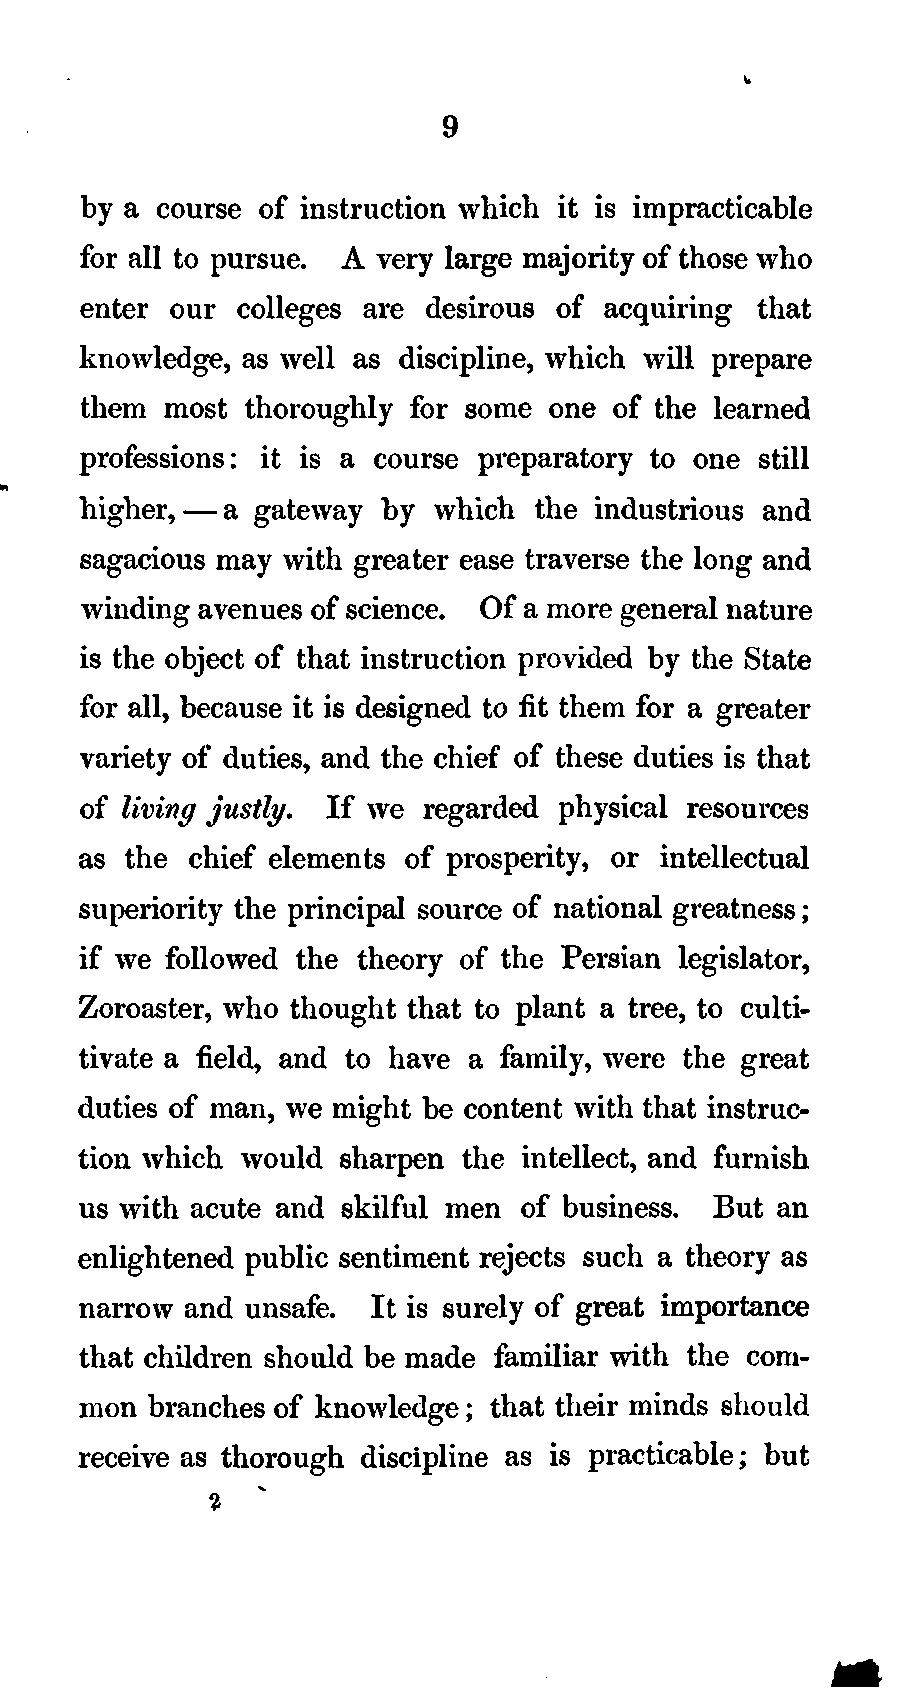 9
by a course of instruction which it is impracticable
for all to pursue. A very large majority of those who
enter our colleges are desirous of acquiring that
knowledge, as well as discipline, which will prepare
them most thoroughly for some one of the learned
professions: it is a course preparatory to one still
higher, — a gateway by which the industrious and
sagacious may with greater ease traverse the long and
winding avenues of science. Of a more general nature
is the object of that instruction provided by the State
for all, because it is designed to fit them for a greater
variety of duties, and the chief of these duties is that
of living justly. If we regarded physical resources
as the chief elements of prosperity, or intellectual
superiority the principal source of national greatness;
if we followed the theory of the Persian legislator,
Zoroaster, who thought that to plant a tree, to culti-
tivate a field, and to have a family, were the great
duties of man, we might be content with that instruc-
tion which would sharpen the intellect, and furnish
us with acute and skilful men of business. But an
enlightened public sentiment rejects such a theory as
narrow and unsafe. It is surely of great importance
that children should be made familiar with the com-
mon branches of knowledge; that their minds should
receive as thorough discipline as is practicable; but
2